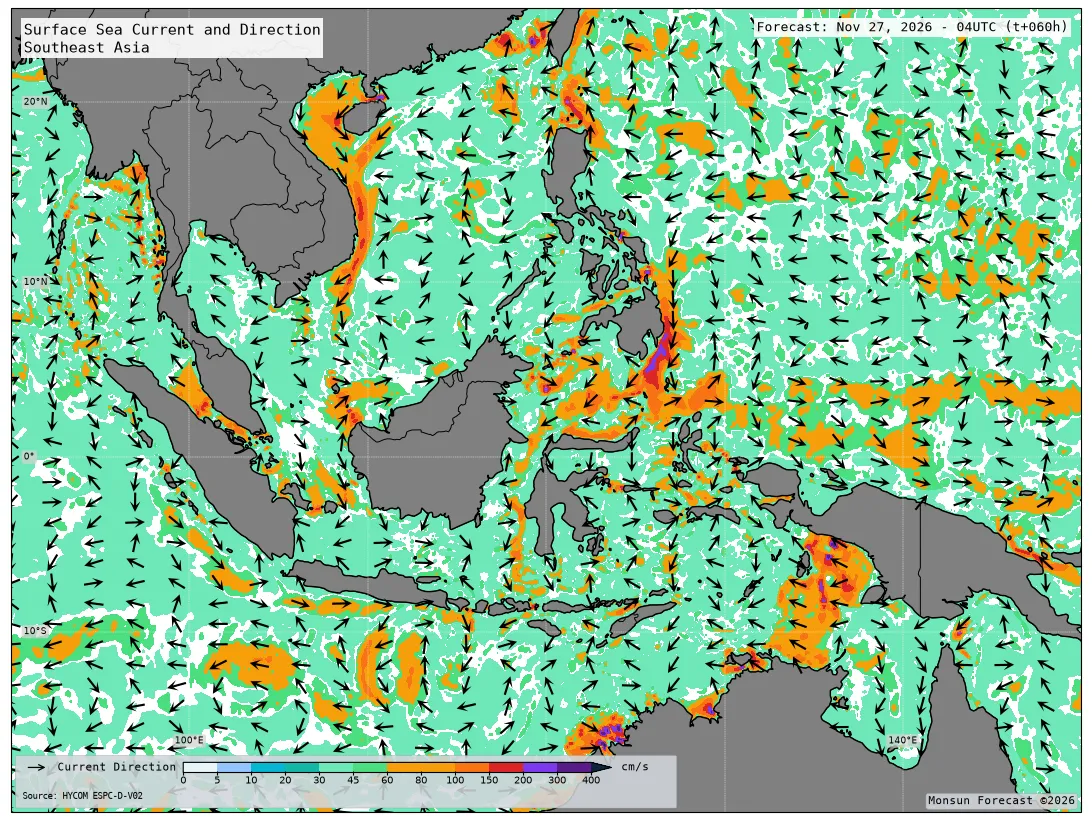 Surface Sea Current and Direction
Southeast Asia
Forecast: Nov 27, 2026 - 04UTC (t+060h)
20°N
10°N
0°
10°S
100°E
140°E
Current Direction
0 5 10 20 30 45 60 80 100 150 200 300 400
cm/s
Source: HYCOM ESPC-D-V02
Monsun Forecast ©2026